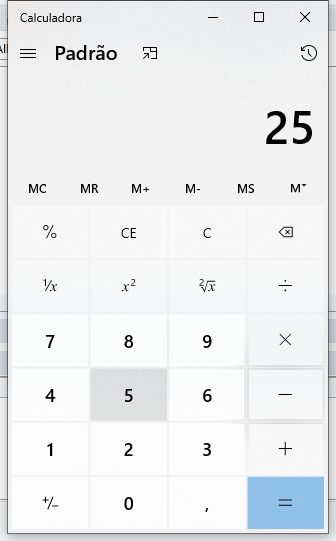 Calculadora
Padrão
25
MC MR M+ M- MS M˅
% CE C
¹/x x² ²√x ÷
7 8 9 ×
4 5 6 −
1 2 3 +
+/− 0 , =